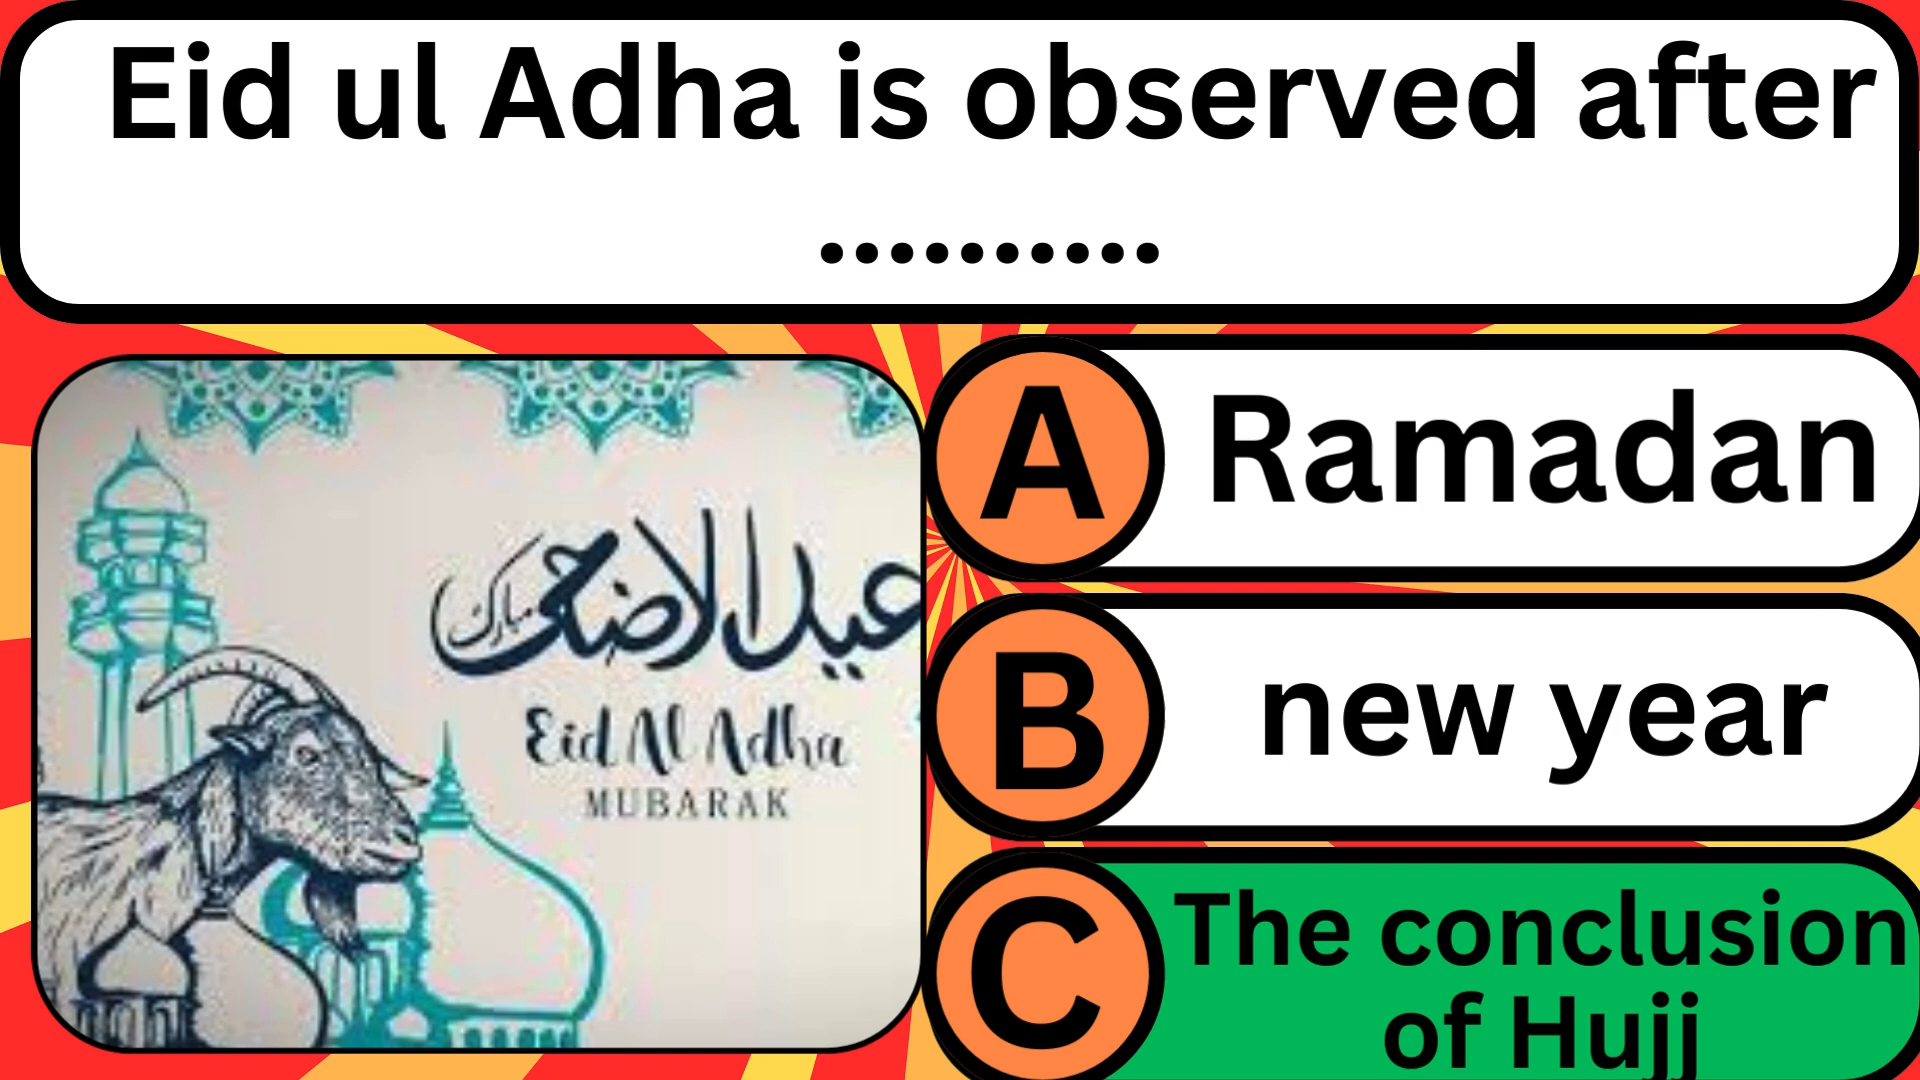 Eid ul Adha is observed after
..........
A
Ramadan
عيد الاضحى
مبارك
Eid Al Adha
MUBARAK
B
new year
C
The conclusion
of Hujj